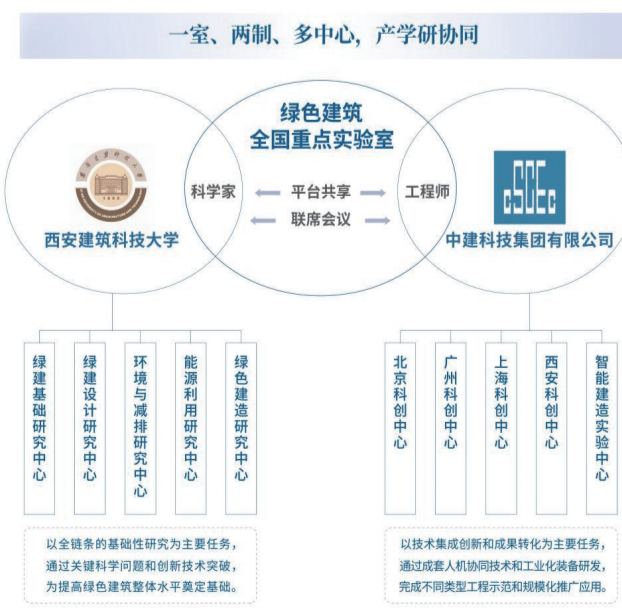 一室、两制、多中心，产学研协同
绿色建筑
全国重点实验室
科学家
平台共享
工程师
联席会议
西安建筑科技大学
CSCEC
中建科技集团有限公司
绿建基础研究中心
绿建设计研究中心
环境与减排研究中心
能源利用研究中心
绿色建造研究中心
北京科创中心
广州科创中心
上海科创中心
西安科创中心
智能建造实验中心
以全链条的基础性研究为主要任务，
通过关键科学问题和创新技术突破，
为提高绿色建筑整体水平奠定基础。
以技术集成创新和成果转化为主要任务，
通过成套人机协同技术和工业化装备研发，
完成不同类型工程示范和规模化推广应用。